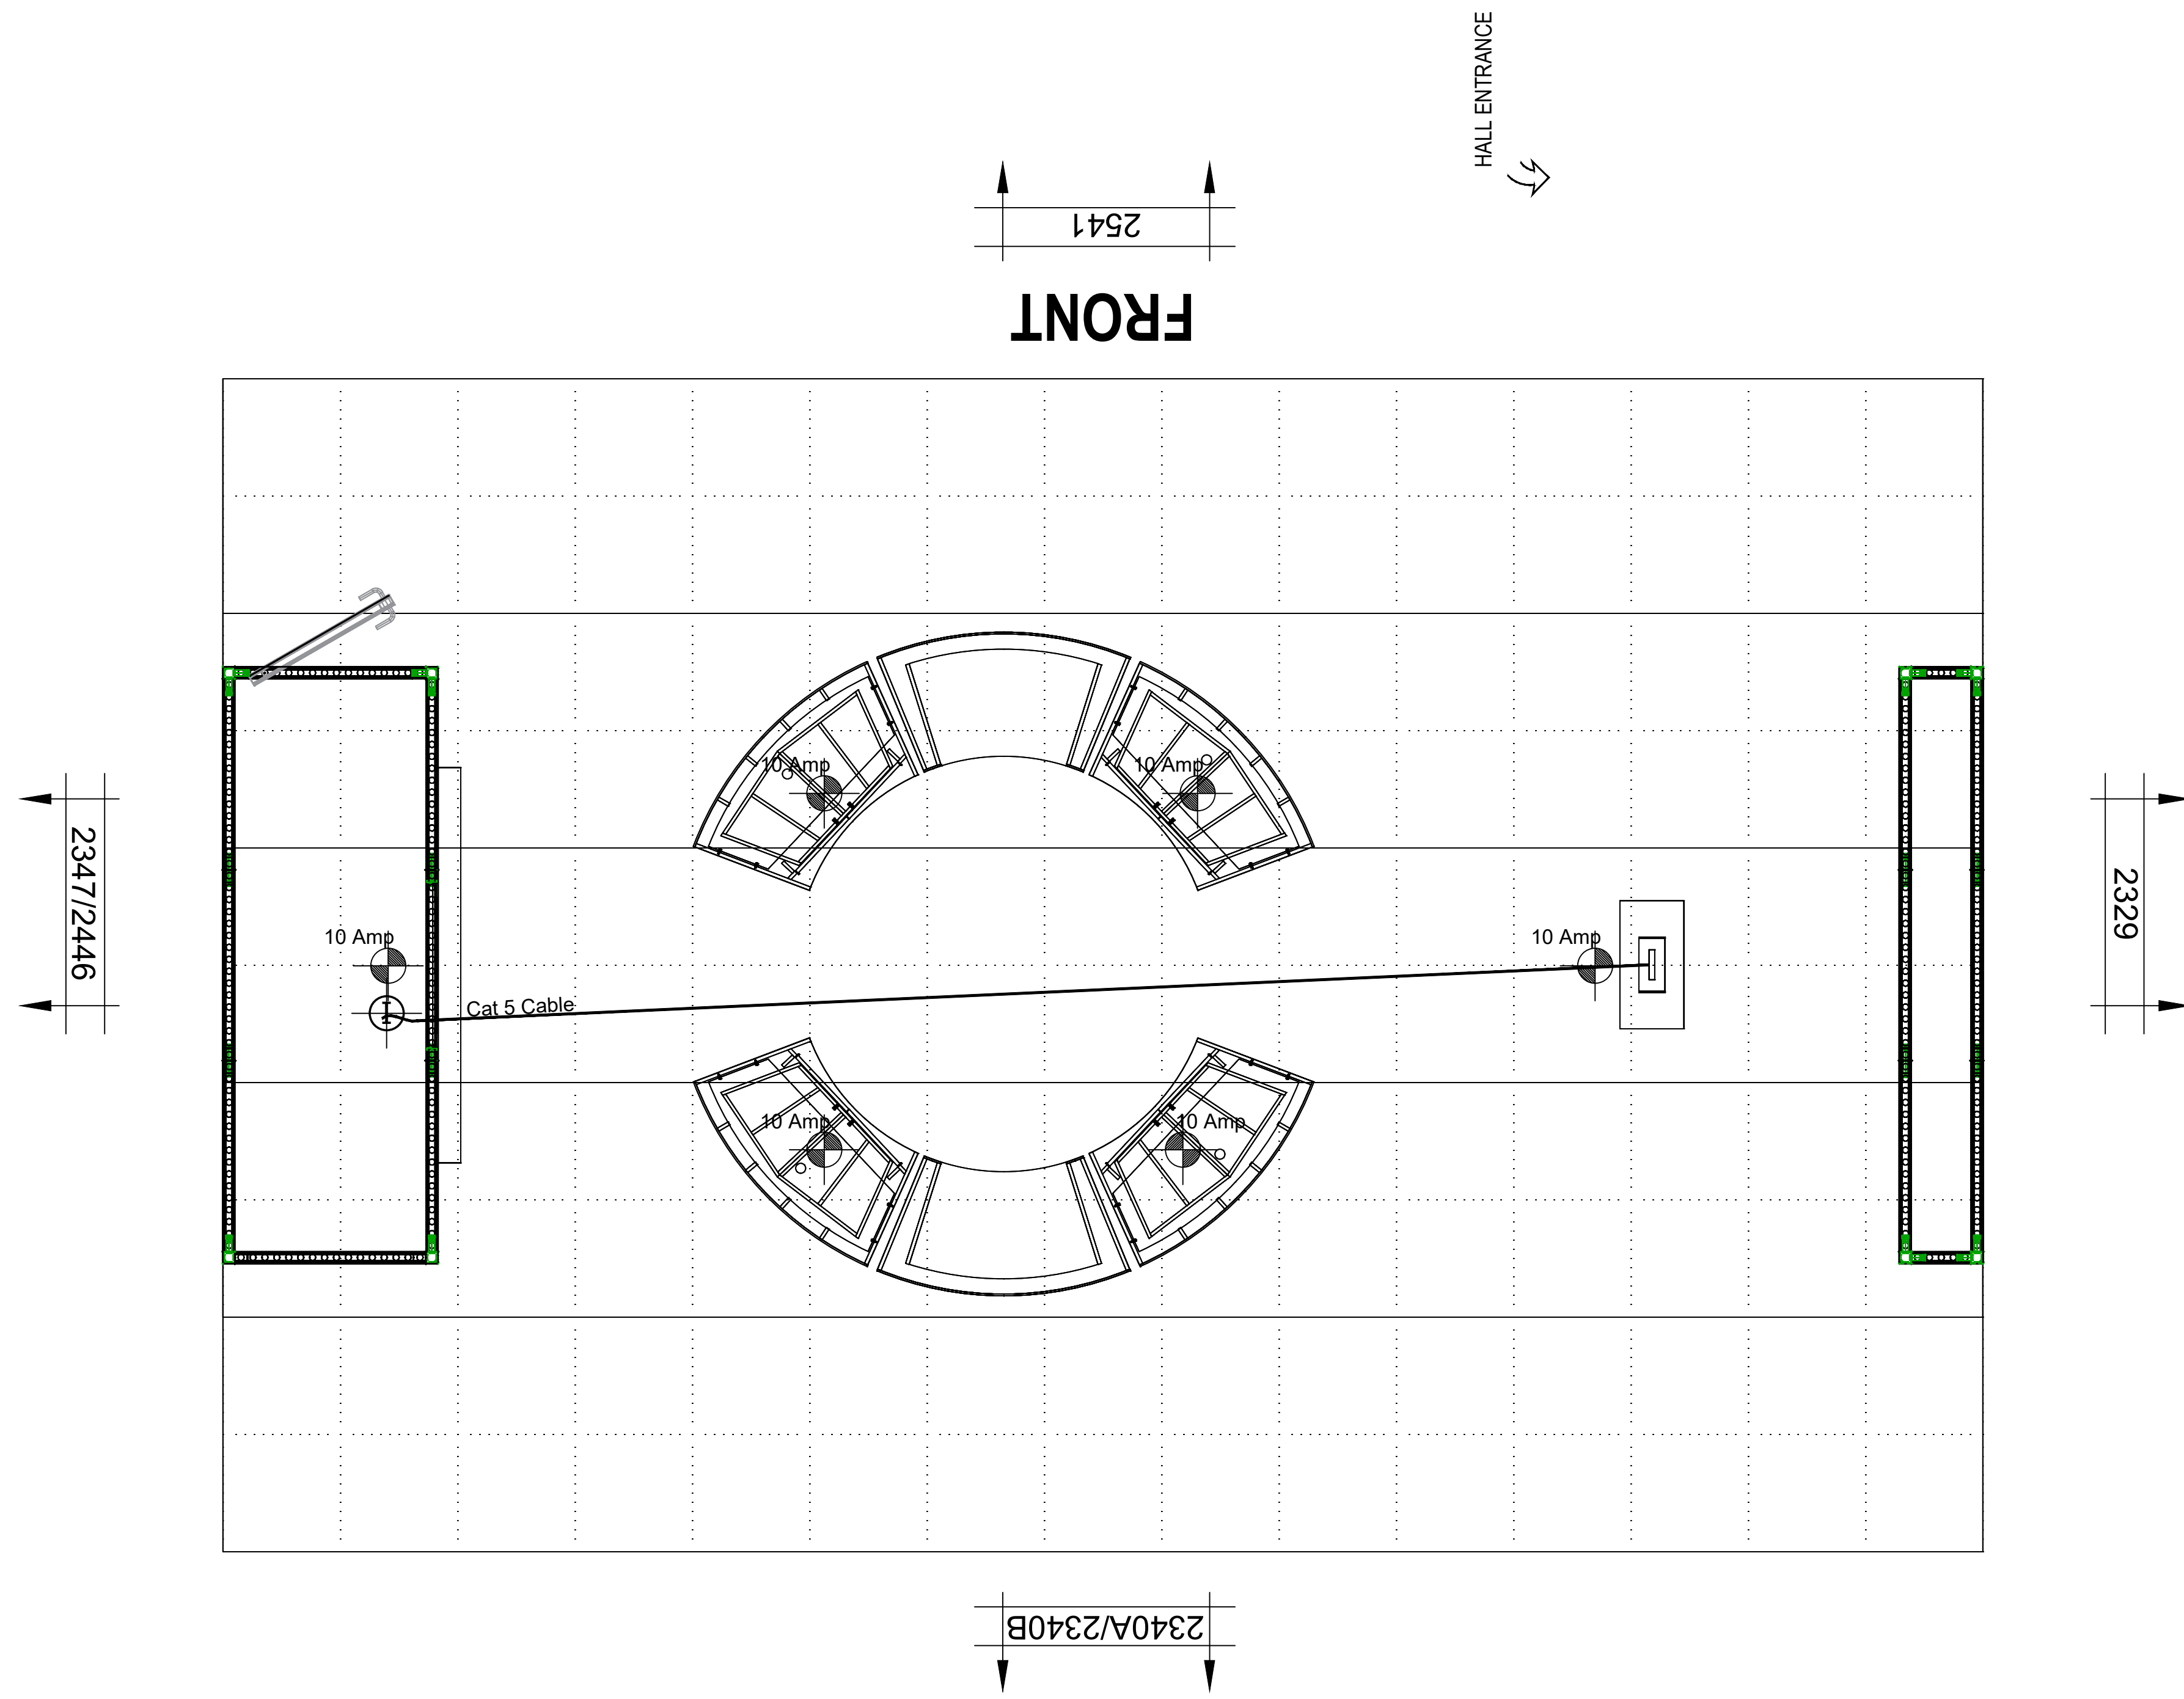 HALL ENTRANCE
2541
FRONT
10 Amp
10 Amp
2347/2446
2329
10 Amp
10 Amp
Cat 5 Cable
I
10 Amp
10 Amp
2340A/2340B